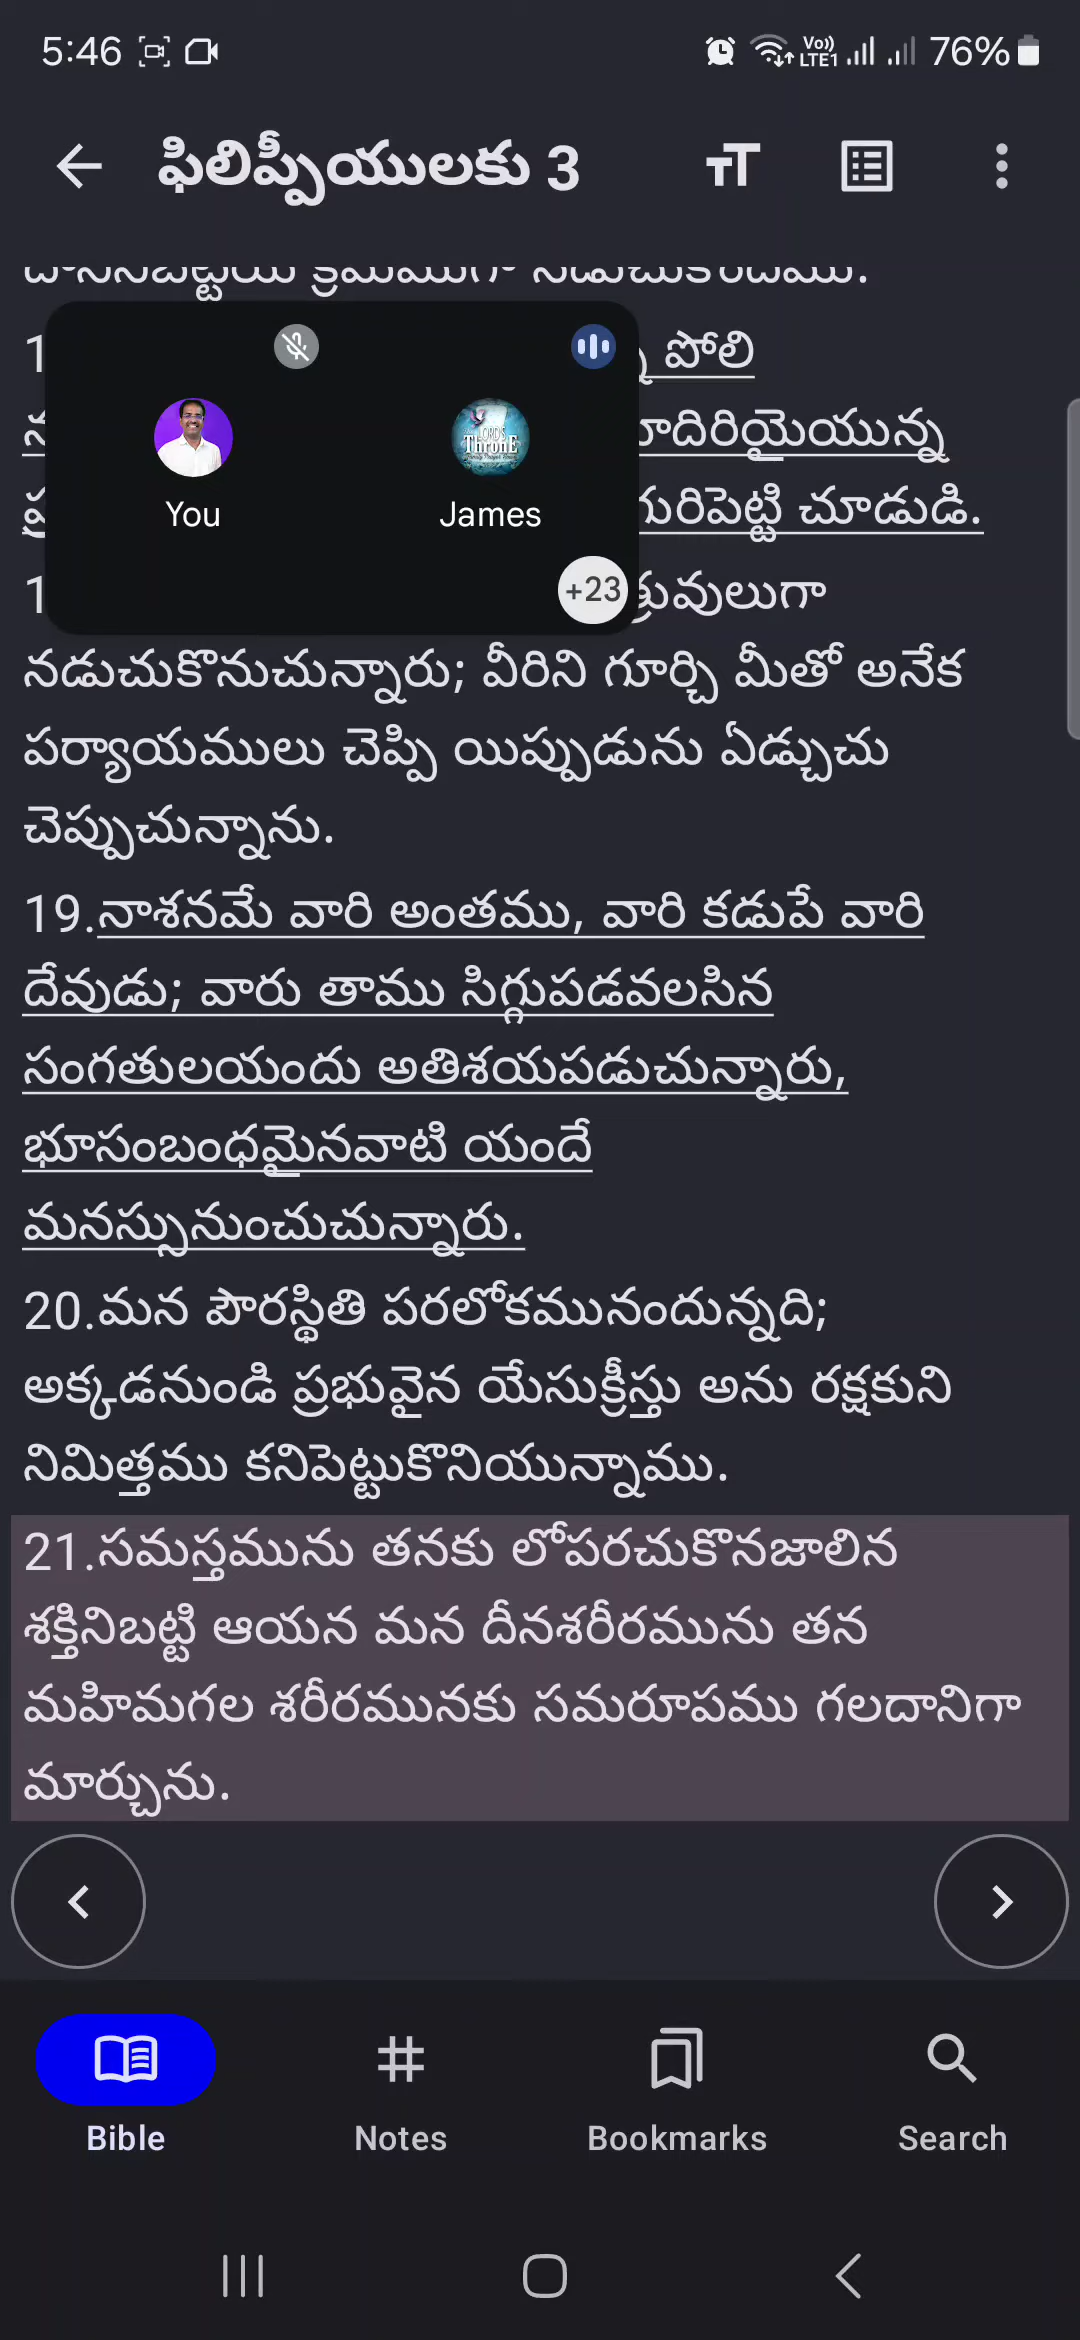 5:46 Vo) LTE1 76%
ఫిలిప్పీయులకు 3
పోలి
You James
గురిపెట్టి చూడుడి.
+23
నడుచుకొనుచున్నారు; వీరిని గూర్చి మీతో అనేక
పర్యాయములు చెప్పి యిప్పుడును ఏడ్చుచు
చెప్పుచున్నాను.
19.నాశనమే వారి అంతము, వారి కడుపే వారి
దేవుడు; వారు తాము సిగ్గుపడవలసిన
సంగతులయందు అతిశయపడుచున్నారు,
భూసంబంధమైనవాటి యందే
మనస్సునుంచుచున్నారు.
20.మన పౌరస్థితి పరలోకమునందున్నది;
అక్కడనుండి ప్రభువైన యేసుక్రీస్తు అను రక్షకుని
నిమిత్తము కనిపెట్టుకొనియున్నాము.
21.సమస్తమును తనకు లోపరచుకొనజాలిన
శక్తినిబట్టి ఆయన మన దీనశరీరమును తన
మహిమగల శరీరమునకు సమరూపము గలదానిగా
మార్చును.
Bible Notes Bookmarks Search